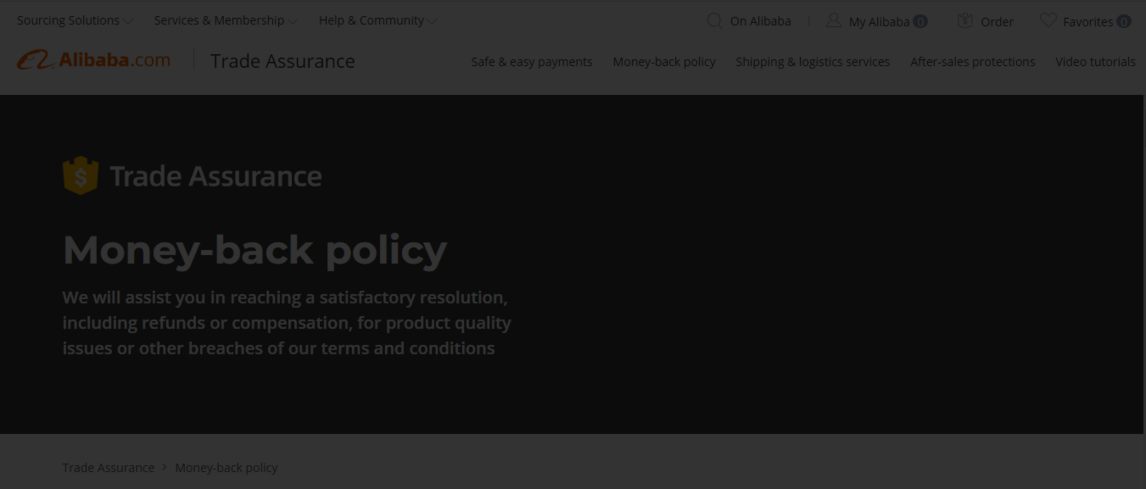 Sourcing Solutions Services & Membership Help & Community On Alibaba My Alibaba 0 Order Favorites 0
Alibaba.com Trade Assurance Safe & easy payments Money-back policy Shipping & logistics services After-sales protections Video tutorials
$ Trade Assurance
Money-back policy
We will assist you in reaching a satisfactory resolution,
including refunds or compensation, for product quality
issues or other breaches of our terms and conditions
Trade Assurance > Money-back policy